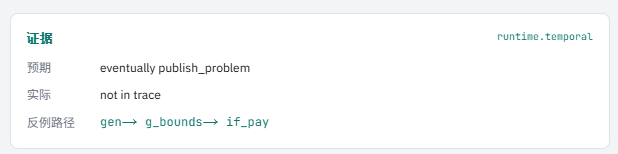 证据 runtime.temporal
预期 eventually publish_problem
实际 not in trace
反例路径 gen⟶ g_bounds⟶ if_pay